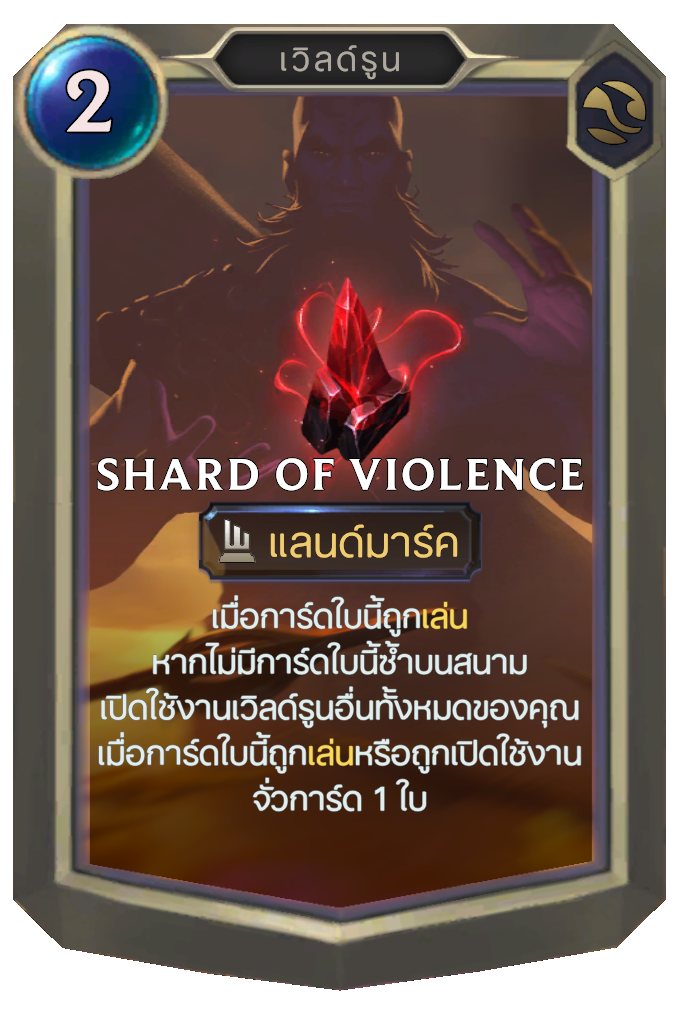 เวิลด์รูน
2
SHARD OF VIOLENCE
แลนด์มาร์ค
เมื่อการ์ดใบนี้ถูกเล่น
หากไม่มีการ์ดใบนี้ซ้ำบนสนาม
เปิดใช้งานเวิลด์รูนอื่นทั้งหมดของคุณ
เมื่อการ์ดใบนี้ถูกเล่นหรือถูกเปิดใช้งาน
จั่วการ์ด 1 ใบ